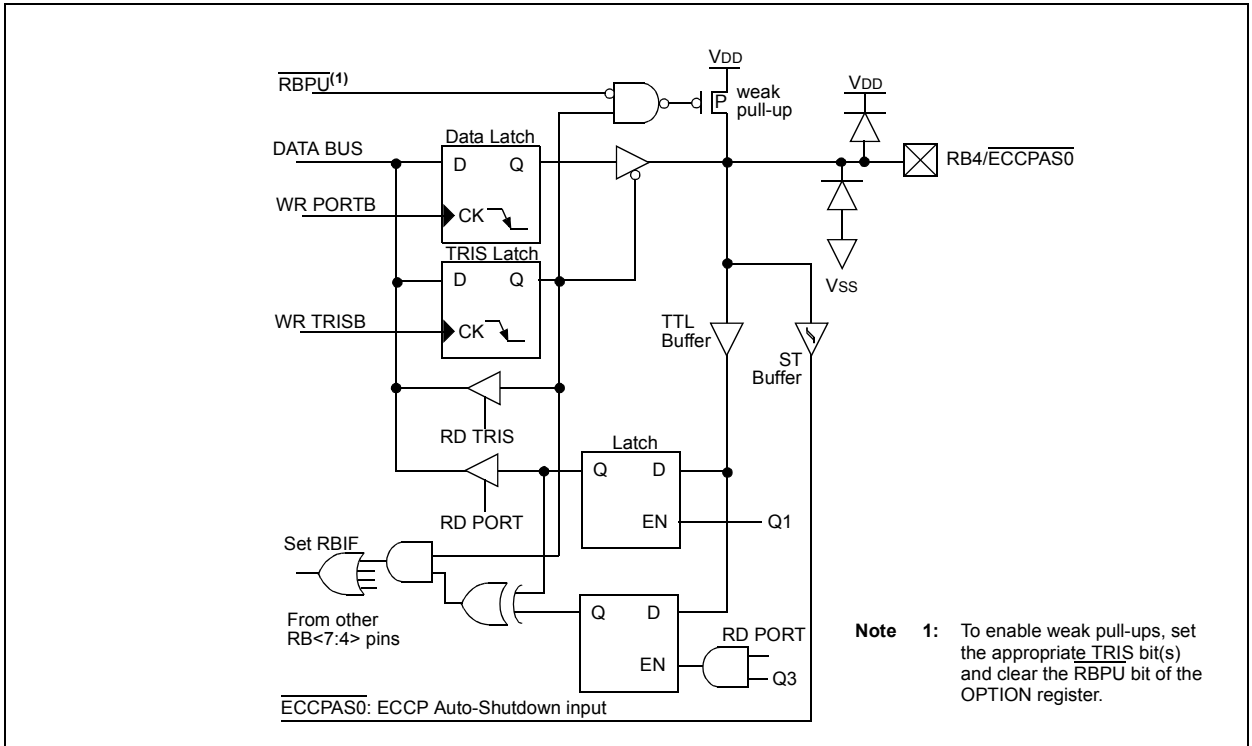 VDD
RBPU(1)
P
weak
pull-up
VDD
DATA BUS
Data Latch
D
Q
RB4/ECCPAS0
WR PORTB
CK
TRIS Latch
D
Q
VSS
WR TRISB
CK
TTL
Buffer
ST
Buffer
RD TRIS
Latch
Q
D
RD PORT
EN
Q1
Set RBIF
From other
RB<7:4> pins
Q
D
RD PORT
EN
Q3
ECCPAS0: ECCP Auto-Shutdown input
Note 1: To enable weak pull-ups, set
the appropriate TRIS bit(s)
and clear the RBPU bit of the
OPTION register.